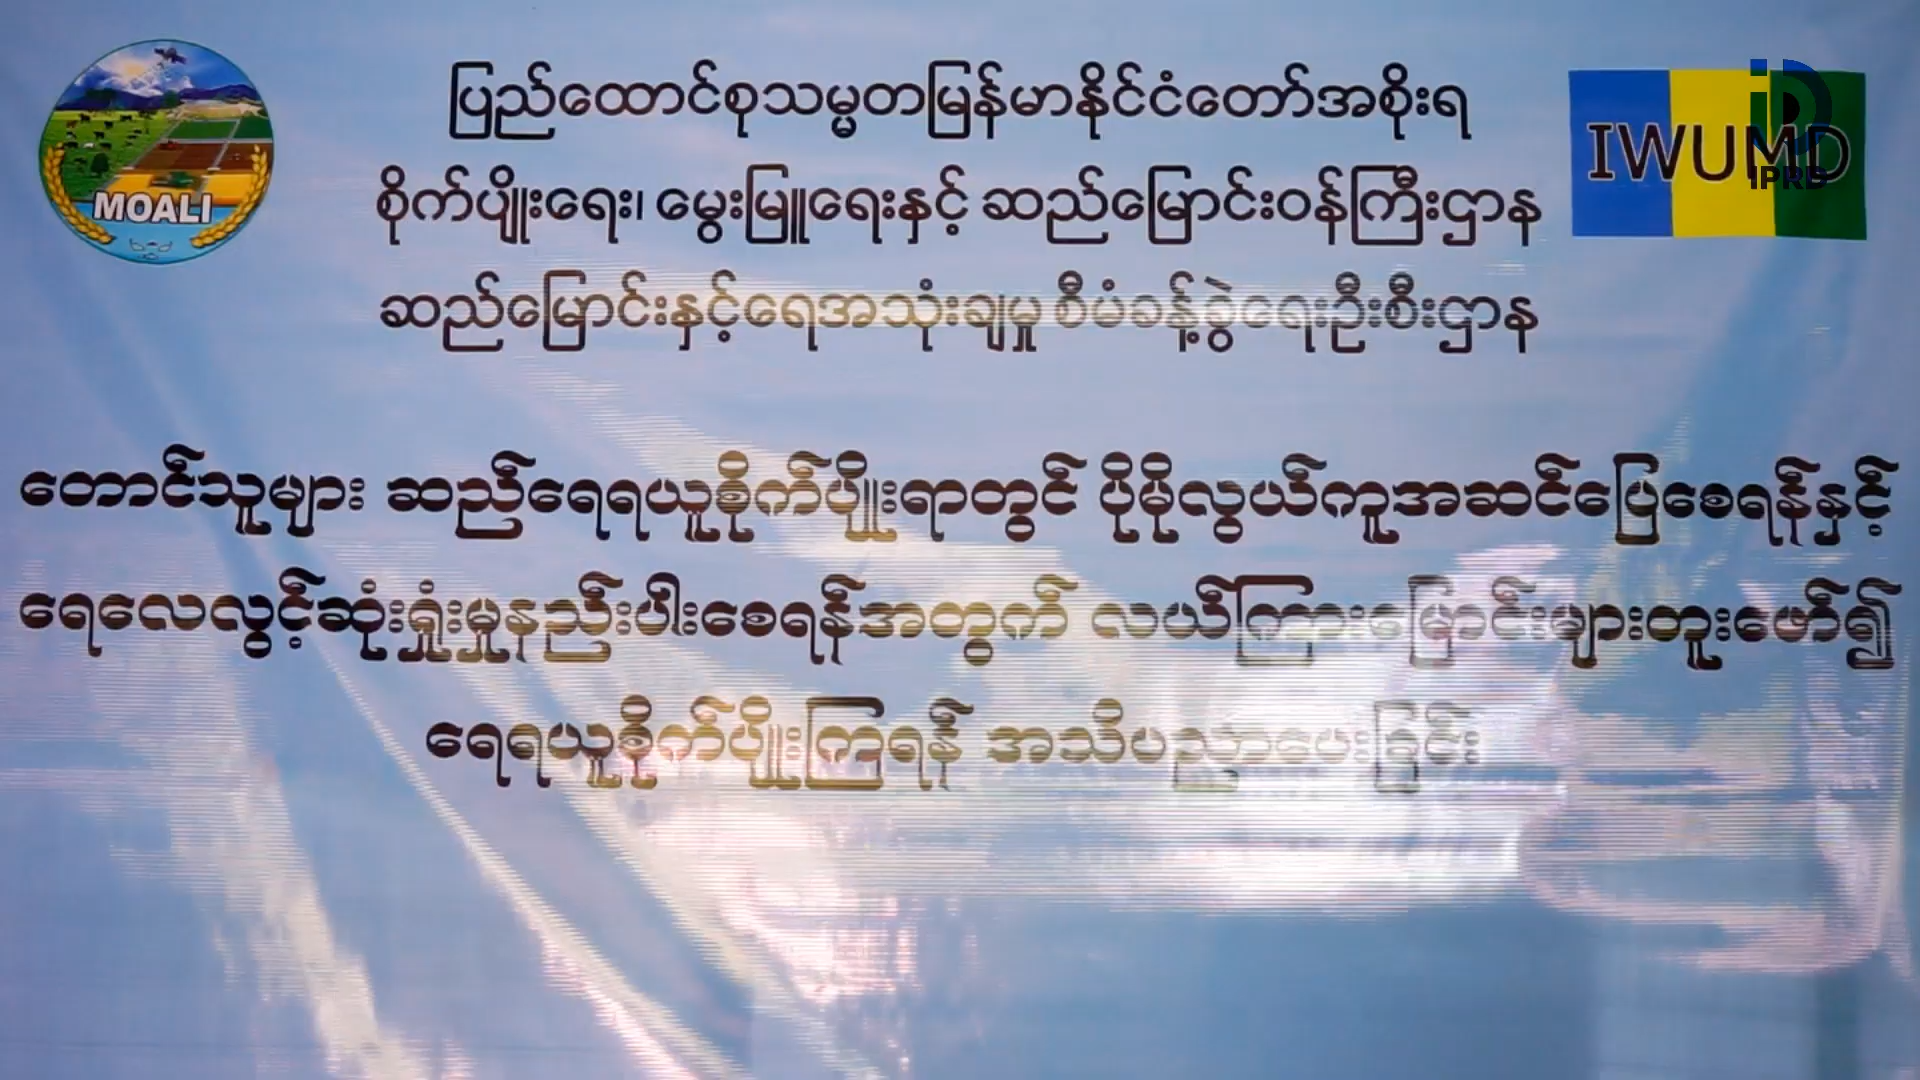 ပြည်ထောင်စုသမ္မတမြန်မာနိုင်ငံတော်အစိုးရ
စိုက်ပျိုးရေး၊ မွေးမြူရေးနှင့် ဆည်မြောင်းဝန်ကြီးဌာန
ဆည်မြောင်းနှင့်ရေအသုံးချမှု စီမံခန့်ခွဲရေးဦးစီးဌာန
MOALI
IWUMD
IPRD
တောင်သူများ ဆည်ရေရယူစိုက်ပျိုးရာတွင် ပိုမိုလွယ်ကူအဆင်ပြေစေရန်နှင့်
ရေလေလွင့်ဆုံးရှုံးမှုနည်းပါးစေရန်အတွက် လယ်ကြားမြောင်းများတူးဖော်၍
ရေရယူစိုက်ပျိုးကြရန် အသိပညာပေးခြင်း